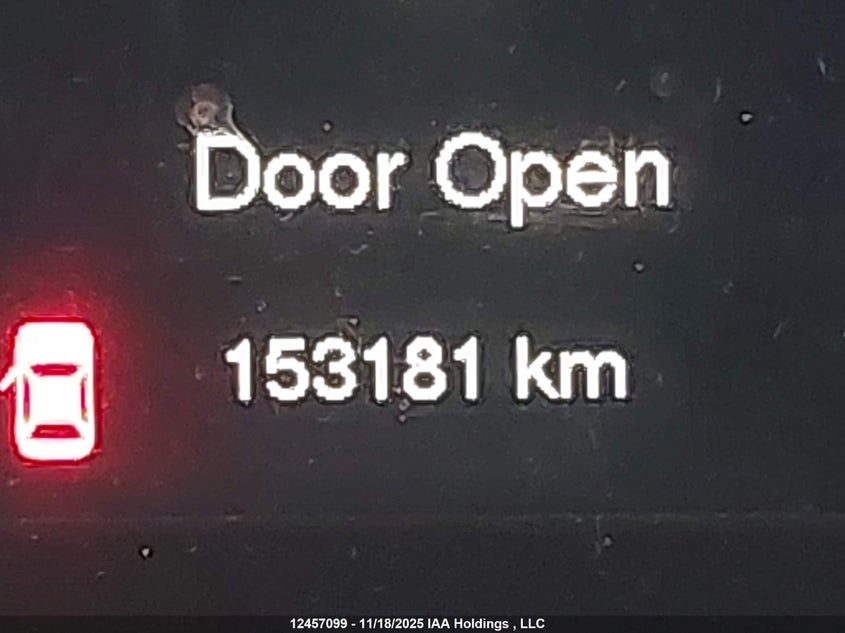 Door Open
153181 km
12457099 - 11/18/2025 IAA Holdings , LLC